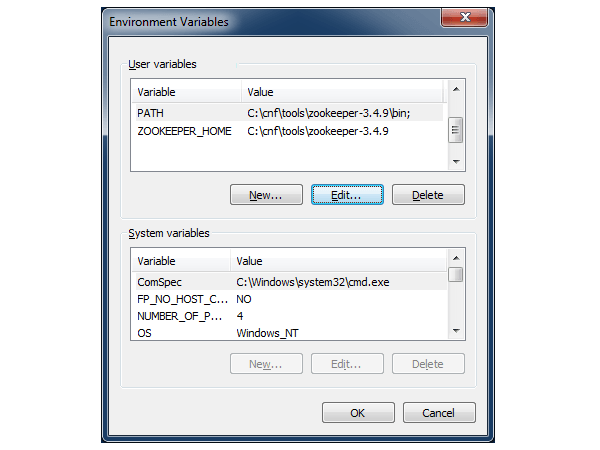 Environment Variables
User variables
Variable Value
PATH C:\cnf\tools\zookeeper-3.4.9\bin;
ZOOKEEPER_HOME C:\cnf\tools\zookeeper-3.4.9
New... Edit... Delete
System variables
Variable Value
ComSpec C:\Windows\system32\cmd.exe
FP_NO_HOST_C... NO
NUMBER_OF_P... 4
OS Windows_NT
New... Edit... Delete
OK Cancel